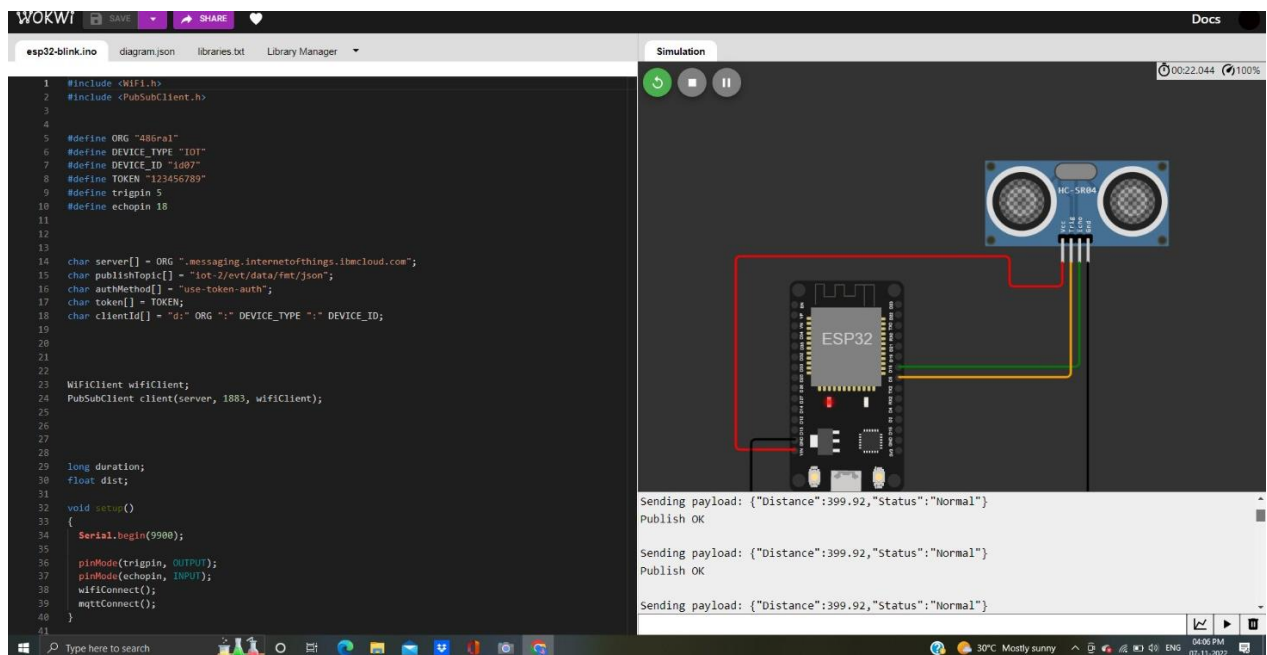 WOKWi SAVE SHARE Docs
esp32-blink.ino diagram.json libraries.txt Library Manager
Simulation
00:22.044 100%
1 #include <WiFi.h>
2 #include <PubSubClient.h>
3
4
5 #define ORG "486ral"
6 #define DEVICE_TYPE "IOT"
7 #define DEVICE_ID "id07"
8 #define TOKEN "123456789"
9 #define trigpin 5
10 #define echopin 18
11
12
13
14 char server[] = ORG ".messaging.internetofthings.ibmcloud.com";
15 char publishTopic[] = "iot-2/evt/data/fmt/json";
16 char authMethod[] = "use-token-auth";
17 char token[] = TOKEN;
18 char clientId[] = "d:" ORG ":" DEVICE_TYPE ":" DEVICE_ID;
19
20
21
22
23 WiFiClient wifiClient;
24 PubSubClient client(server, 1883, wifiClient);
25
26
27
28
29 long duration;
30 float dist;
31
32 void setup()
33 {
34 Serial.begin(9900);
35
36 pinMode(trigpin, OUTPUT);
37 pinMode(echopin, INPUT);
38 wifiConnect();
39 mqttConnect();
40 }
41
HC-SR04
Vcc
Trig
Echo
Gnd
ESP32
Sending payload: {"Distance":399.92,"Status":"Normal"}
Publish OK
Sending payload: {"Distance":399.92,"Status":"Normal"}
Publish OK
Sending payload: {"Distance":399.92,"Status":"Normal"}
Type here to search
30°C Mostly sunny ENG 04:06 PM
07-11-2022